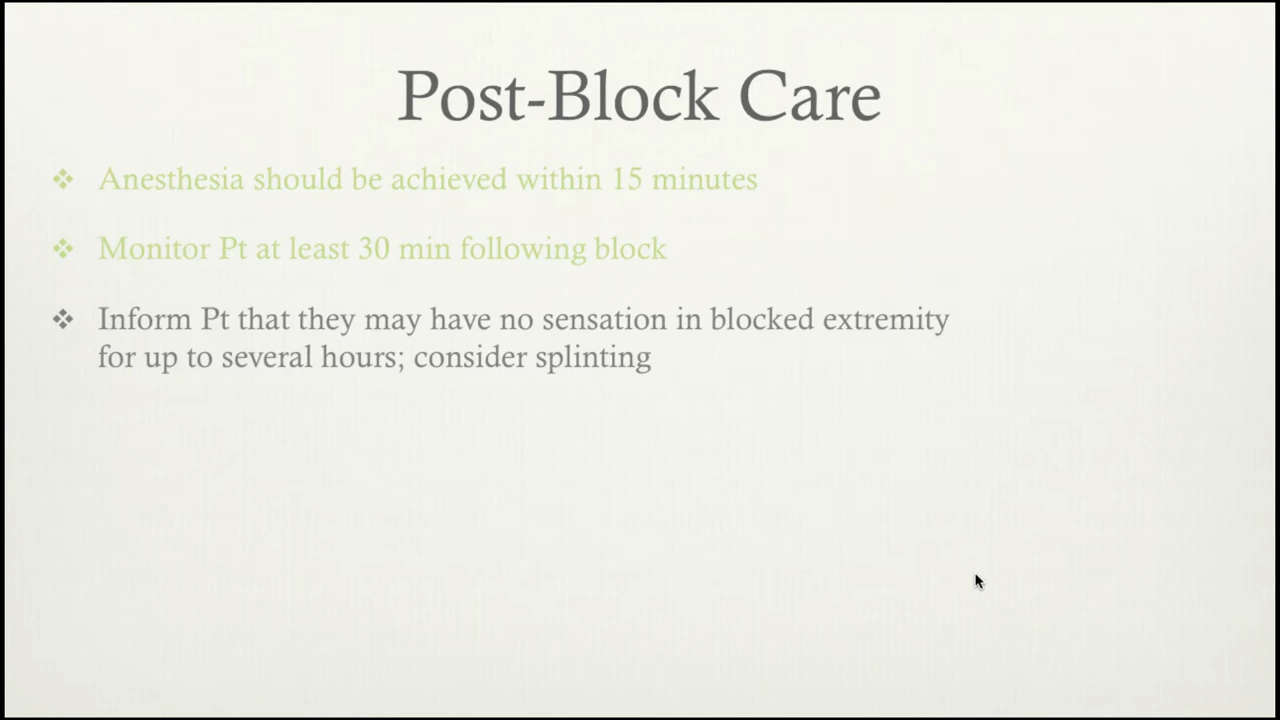 Post-Block Care
❖ Anesthesia should be achieved within 15 minutes
❖ Monitor Pt at least 30 min following block
❖ Inform Pt that they may have no sensation in blocked extremity
for up to several hours; consider splinting